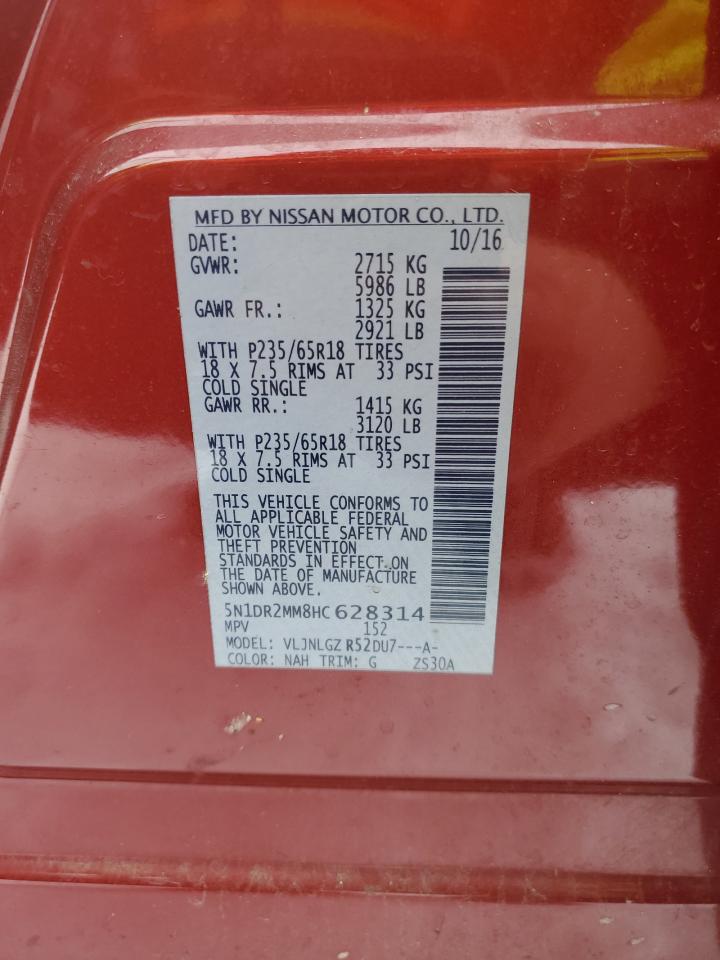 MFD BY NISSAN MOTOR CO., LTD.
DATE: 10/16
GVWR: 2715 KG
5986 LB
GAWR FR.: 1325 KG
2921 LB
WITH P235/65R18 TIRES
18 X 7.5 RIMS AT 33 PSI
COLD SINGLE
GAWR RR.: 1415 KG
3120 LB
WITH P235/65R18 TIRES
18 X 7.5 RIMS AT 33 PSI
COLD SINGLE
THIS VEHICLE CONFORMS TO
ALL APPLICABLE FEDERAL
MOTOR VEHICLE SAFETY AND
THEFT PREVENTION
STANDARDS IN EFFECT ON
THE DATE OF MANUFACTURE
SHOWN ABOVE.
5N1DR2MM8HC628314
MPV 152
MODEL: VLJNLGZ R52DU7---A-
COLOR: NAH TRIM: G ZS30A